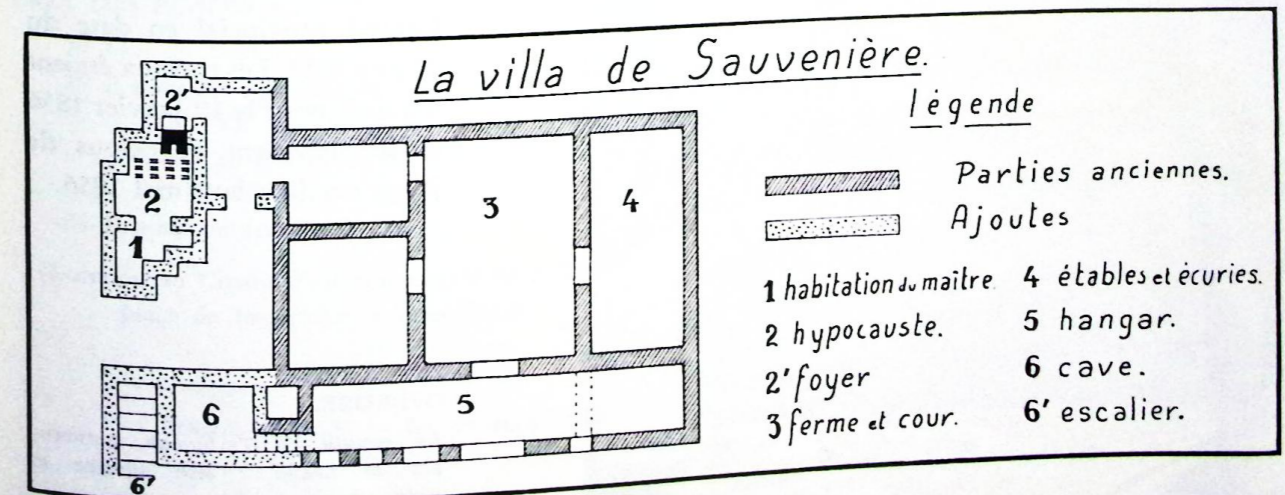 La villa de Sauvenière.
légende
Parties anciennes.
Ajoutes
1 habitation du maître
2 hypocauste.
2' foyer
3 ferme et cour.
4 étables et écuries.
5 hangar.
6 cave.
6' escalier.
2'
2
1
3
4
5
6
6'